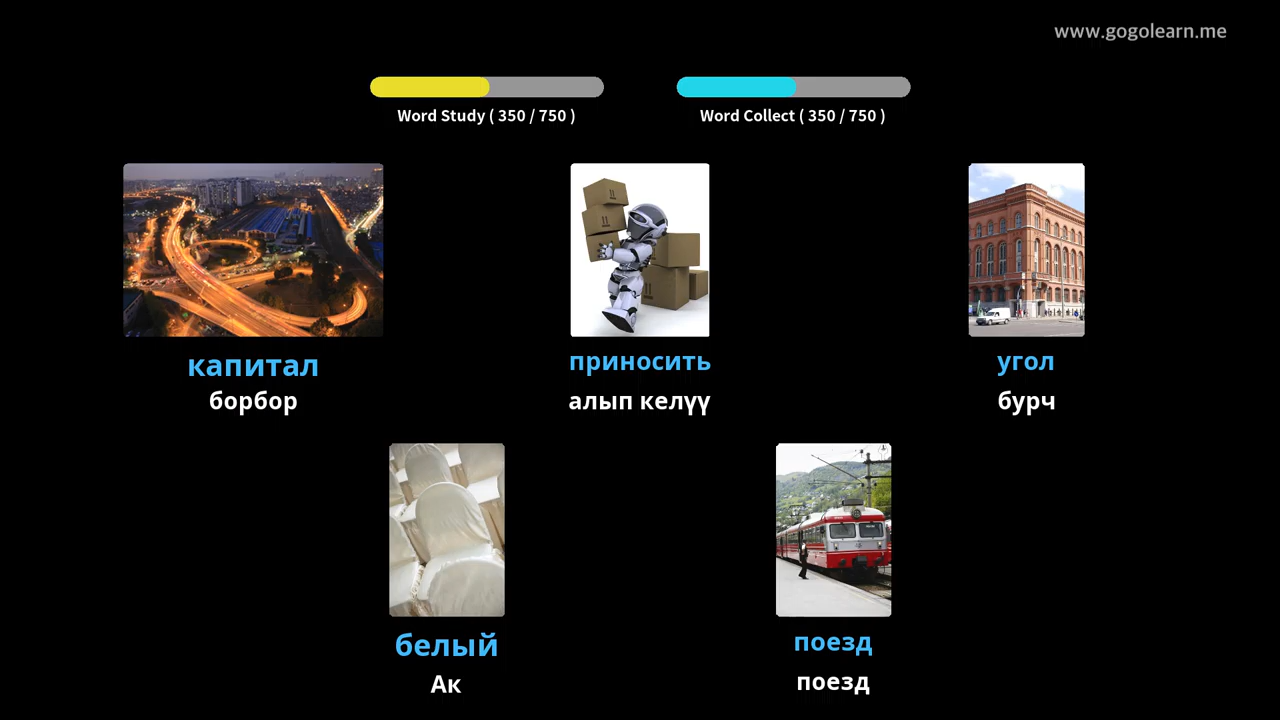 www.gogolearn.me
Word Study ( 350 / 750 )
Word Collect ( 350 / 750 )
капитал
борбор
приносить
алып келүү
угол
бурч
белый
Ак
поезд
поезд